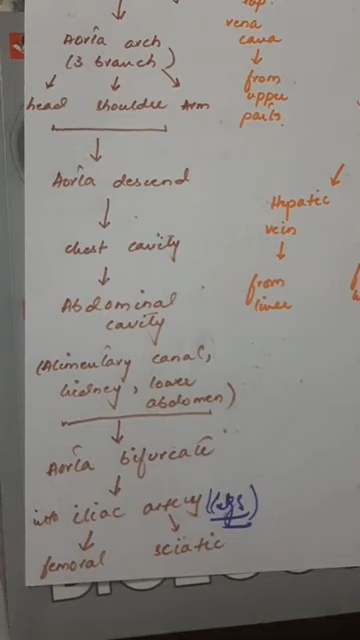 Aorta arch
(3 branch)
head shoulder Arm
Aorta descend
chest cavity
Abdominal
cavity
(Alimentary canal,
kidney, lower
abdomen)
Aorta bifurcate
into iliac artery (legs)
femoral sciatic
vena
cava
from
upper
parts.
Hepatic
vein
from
liver